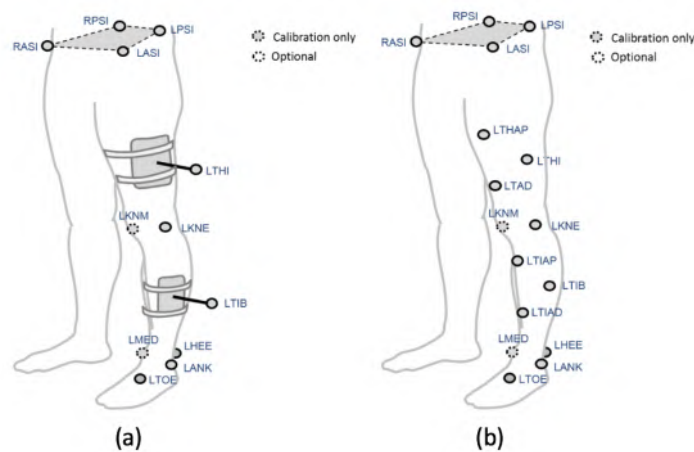 RPSI
LPSI
RASI
LASI
Calibration only
Optional
LTHI
LKNM
LKNE
LTIB
LMED
LHEE
LANK
LTOE
(a)
RPSI
LPSI
RASI
LASI
Calibration only
Optional
LTHAP
LTHI
LTAD
LKNM
LKNE
LTIAP
LTIB
LTIAD
LMED
LHEE
LANK
LTOE
(b)